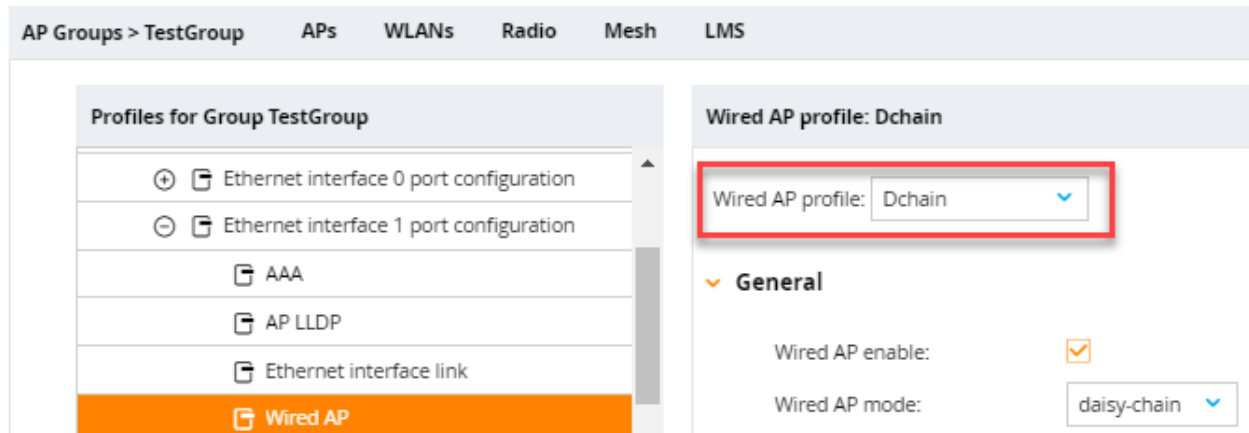 AP Groups > TestGroup APs WLANs Radio Mesh LMS
Profiles for Group TestGroup
Ethernet interface 0 port configuration
Ethernet interface 1 port configuration
AAA
AP LLDP
Ethernet interface link
Wired AP
Wired AP profile: Dchain
Wired AP profile: Dchain
General
Wired AP enable:
Wired AP mode: daisy-chain